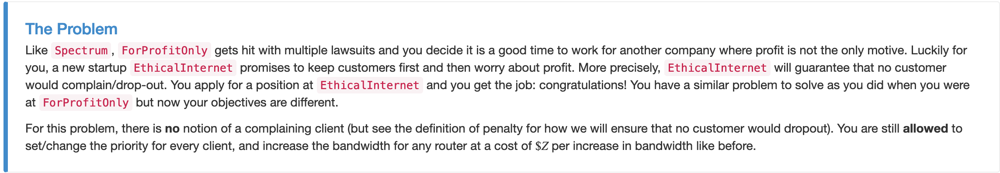 The Problem
Like Spectrum, ForProfitOnly gets hit with multiple lawsuits and you decide it is a good time to work for another company where profit is not the only motive. Luckily for
you, a new startup EthicalInternet promises to keep customers first and then worry about profit. More precisely, EthicalInternet will guarantee that no customer
would complain/drop-out. You apply for a position at EthicalInternet and you get the job: congratulations! You have a similar problem to solve as you did when you were
at ForProfitOnly but now your objectives are different.
For this problem, there is no notion of a complaining client (but see the definition of penalty for how we will ensure that no customer would dropout). You are still allowed to
set/change the priority for every client, and increase the bandwidth for any router at a cost of $Z per increase in bandwidth like before.